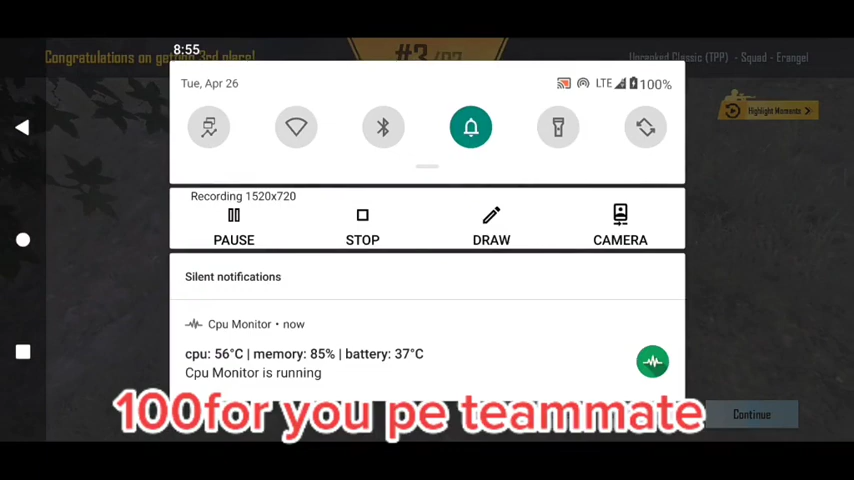 8:55
Congratulations on getting 3rd place!
#3/97
Unranked Classic (TPP) - Squad - Erangel
Tue, Apr 26
LTE 100%
Highlight Moments
Recording 1520x720
PAUSE STOP DRAW CAMERA
Silent notifications
Cpu Monitor • now
cpu: 56°C | memory: 85% | battery: 37°C
Cpu Monitor is running
100for you pe teammate
Continue